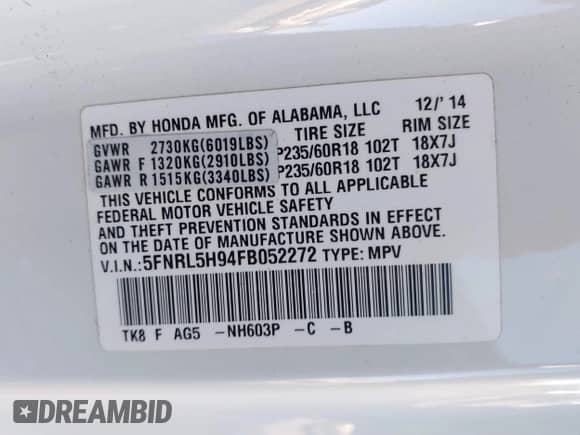 MFD. BY HONDA MFG. OF ALABAMA, LLC 12/'14
TIRE SIZE RIM SIZE
GVWR 2730KG(6019LBS)
GAWR F 1320KG(2910LBS) P235/60R18 102T 18X7J
GAWR R 1515KG(3340LBS) P235/60R18 102T 18X7J
THIS VEHICLE CONFORMS TO ALL APPLICABLE
FEDERAL MOTOR VEHICLE SAFETY
AND THEFT PREVENTION STANDARDS IN EFFECT
ON THE DATE OF MANUFACTURE SHOWN ABOVE.
V.I.N.:5FNRL5H94FB052272 TYPE: MPV
TK8 F AG5 -NH603P -C -B
DREAMBID